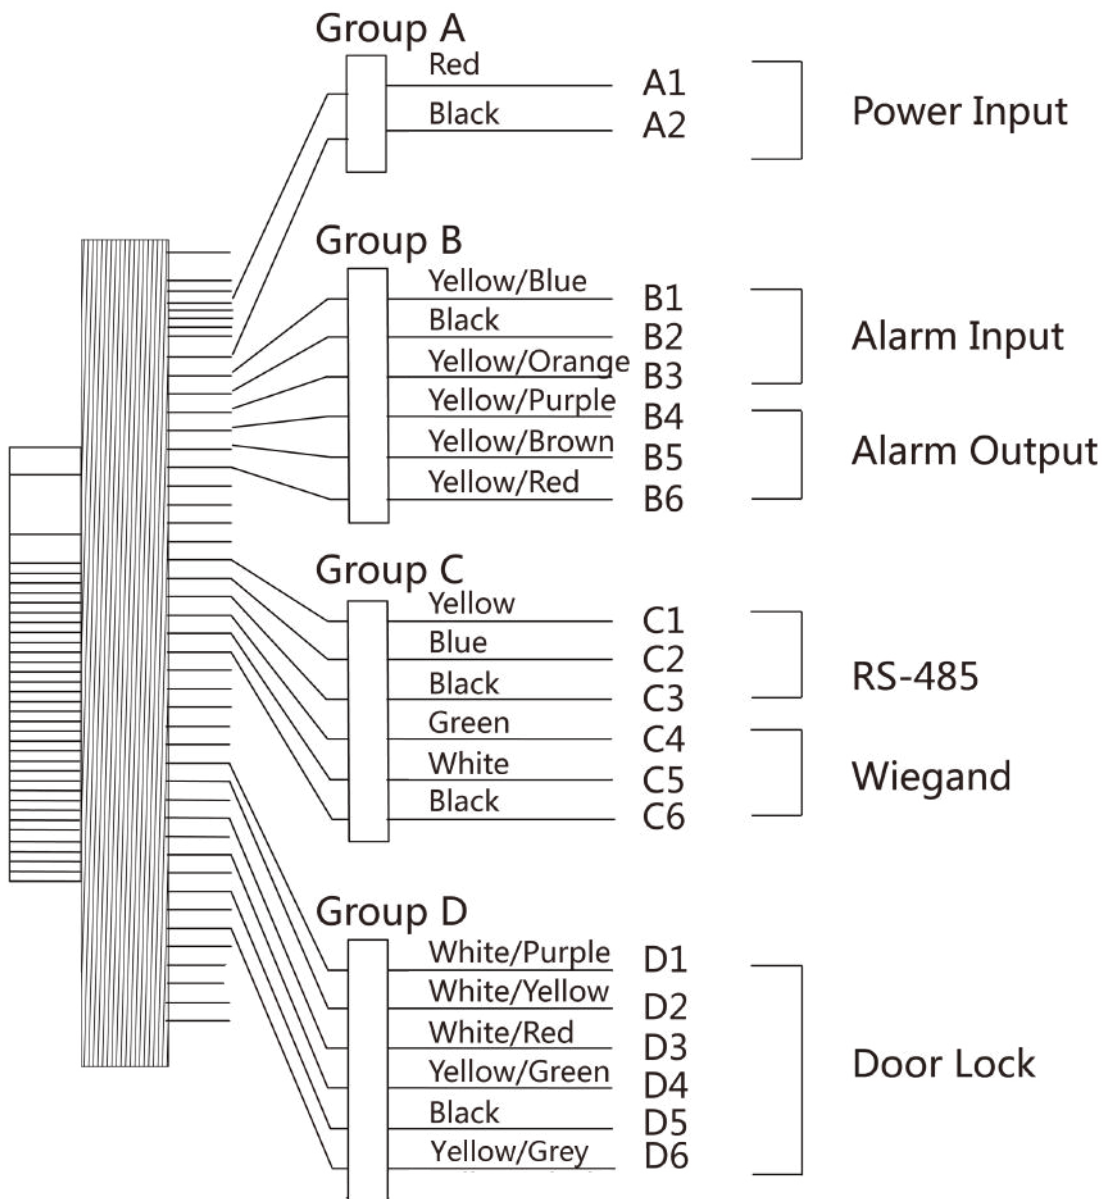 Group A
Red A1
Black A2
Power Input
Group B
Yellow/Blue B1
Black B2
Yellow/Orange B3
Alarm Input
Yellow/Purple B4
Yellow/Brown B5
Yellow/Red B6
Alarm Output
Group C
Yellow C1
Blue C2
Black C3
RS-485
Green C4
White C5
Black C6
Wiegand
Group D
White/Purple D1
White/Yellow D2
White/Red D3
Yellow/Green D4
Black D5
Yellow/Grey D6
Door Lock